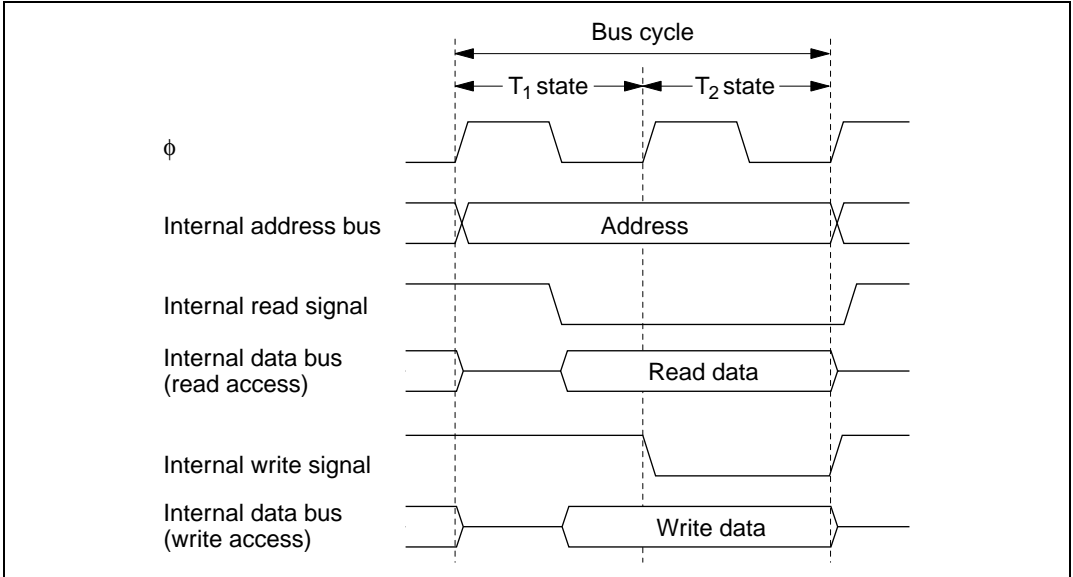 Bus cycle
T₁ state
T₂ state
ϕ
Internal address bus
Address
Internal read signal
Internal data bus
(read access)
Read data
Internal write signal
Internal data bus
(write access)
Write data